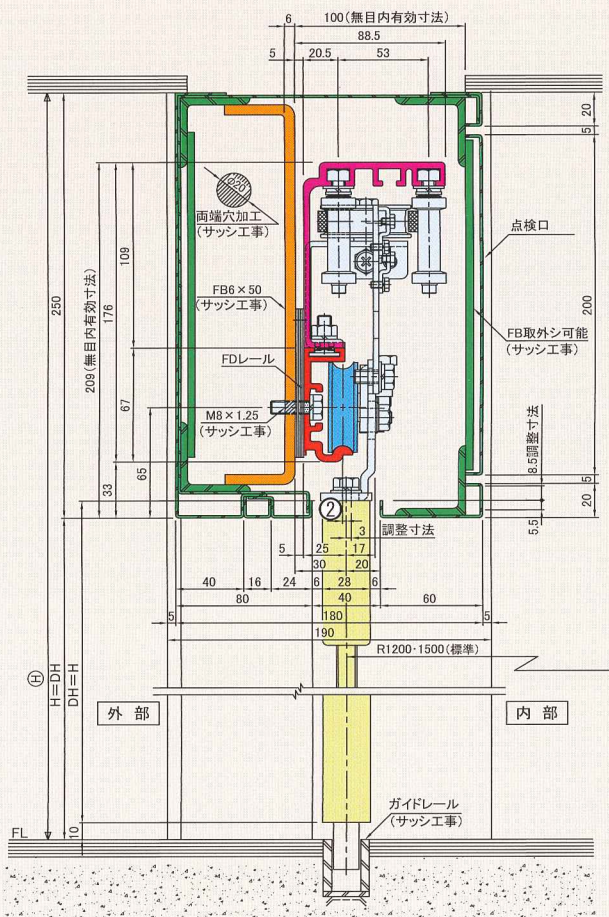 6
100(無目内有効寸法)
88.5
5
20.5
53
20
5
250
209(無目内有効寸法)
176
109
67
33
65
Ø20
両端穴加工
(サッシ工事)
FB6×50
(サッシ工事)
FDレール
M8×1.25
(サッシ工事)
点検口
200
FB取外シ可能
(サッシ工事)
8.5調整寸法
5
20
5.5
②
3
調整寸法
5
25
17
30
20
40
16
24
6
28
6
80
40
60
5
180
5
190
R1200・1500(標準)
Ⓗ
H=DH
DH=H
外部
内部
ガイドレール
(サッシ工事)
FL
10